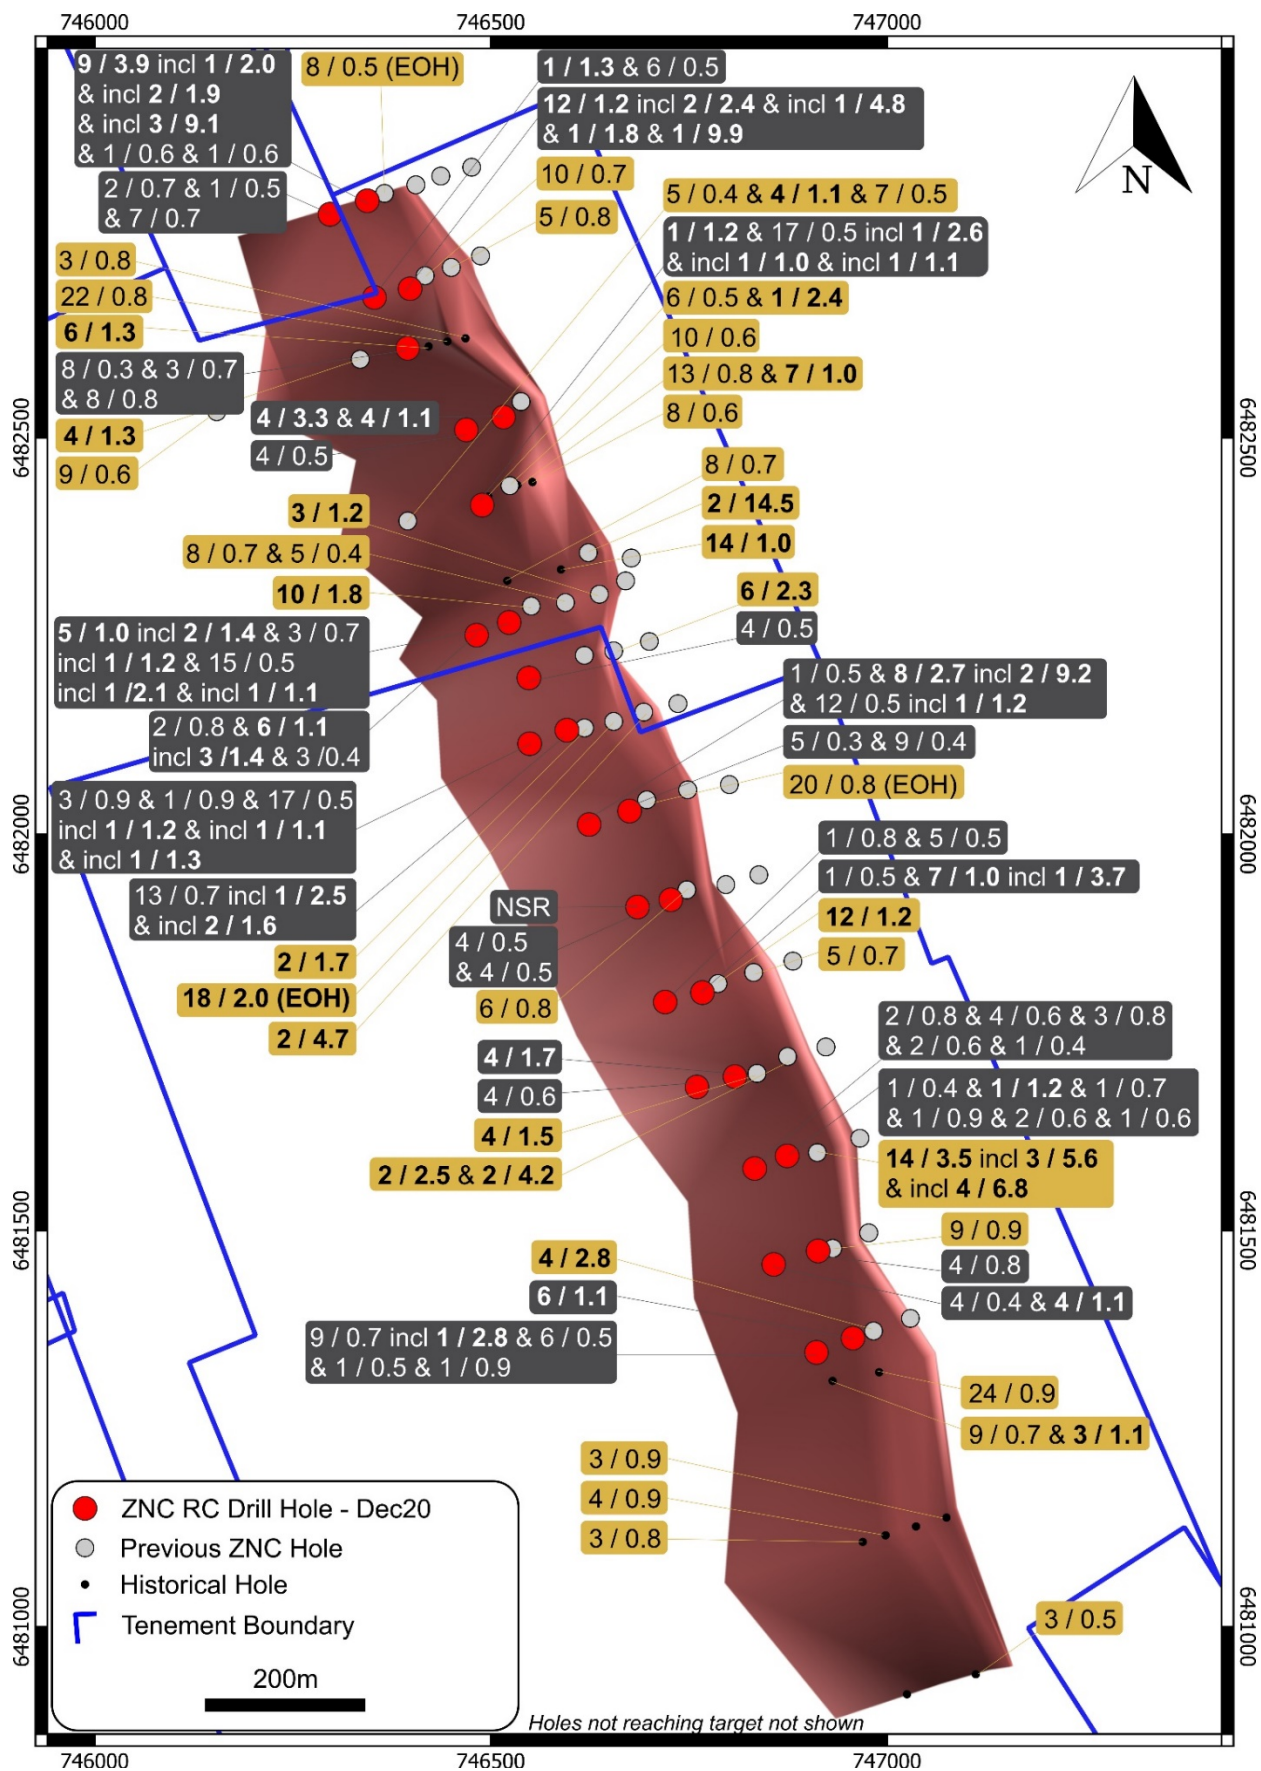 746000
746500
747000
9 / 3.9 incl 1 / 2.0
& incl 2 / 1.9
& incl 3 / 9.1
& 1 / 0.6 & 1 / 0.6
8 / 0.5 (EOH)
1 / 1.3 & 6 / 0.5
12 / 1.2 incl 2 / 2.4 & incl 1 / 4.8
& 1 / 1.8 & 1 / 9.9
N
2 / 0.7 & 1 / 0.5
& 7 / 0.7
10 / 0.7
5 / 0.8
5 / 0.4 & 4 / 1.1 & 7 / 0.5
1 / 1.2 & 17 / 0.5 incl 1 / 2.6
& incl 1 / 1.0 & incl 1 / 1.1
3 / 0.8
22 / 0.8
6 / 1.3
6 / 0.5 & 1 / 2.4
10 / 0.6
13 / 0.8 & 7 / 1.0
8 / 0.6
8 / 0.3 & 3 / 0.7
& 8 / 0.8
4 / 1.3
9 / 0.6
4 / 3.3 & 4 / 1.1
4 / 0.5
6482500
6482500
8 / 0.7
2 / 14.5
14 / 1.0
3 / 1.2
8 / 0.7 & 5 / 0.4
10 / 1.8
6 / 2.3
4 / 0.5
5 / 1.0 incl 2 / 1.4 & 3 / 0.7
incl 1 / 1.2 & 15 / 0.5
incl 1 /2.1 & incl 1 / 1.1
2 / 0.8 & 6 / 1.1
incl 3 /1.4 & 3 /0.4
1 / 0.5 & 8 / 2.7 incl 2 / 9.2
& 12 / 0.5 incl 1 / 1.2
5 / 0.3 & 9 / 0.4
20 / 0.8 (EOH)
3 / 0.9 & 1 / 0.9 & 17 / 0.5
incl 1 / 1.2 & incl 1 / 1.1
& incl 1 / 1.3
6482000
6482000
1 / 0.8 & 5 / 0.5
1 / 0.5 & 7 / 1.0 incl 1 / 3.7
12 / 1.2
5 / 0.7
13 / 0.7 incl 1 / 2.5
& incl 2 / 1.6
NSR
4 / 0.5
& 4 / 0.5
6 / 0.8
2 / 1.7
18 / 2.0 (EOH)
2 / 4.7
2 / 0.8 & 4 / 0.6 & 3 / 0.8
& 2 / 0.6 & 1 / 0.4
4 / 1.7
4 / 0.6
4 / 1.5
2 / 2.5 & 2 / 4.2
1 / 0.4 & 1 / 1.2 & 1 / 0.7
& 1 / 0.9 & 2 / 0.6 & 1 / 0.6
14 / 3.5 incl 3 / 5.6
& incl 4 / 6.8
6481500
6481500
9 / 0.9
4 / 0.8
4 / 0.4 & 4 / 1.1
4 / 2.8
6 / 1.1
9 / 0.7 incl 1 / 2.8 & 6 / 0.5
& 1 / 0.5 & 1 / 0.9
24 / 0.9
9 / 0.7 & 3 / 1.1
3 / 0.9
4 / 0.9
3 / 0.8
3 / 0.5
6481000
6481000
ZNC RC Drill Hole - Dec20
Previous ZNC Hole
Historical Hole
Tenement Boundary
200m
Holes not reaching target not shown
746000
746500
747000